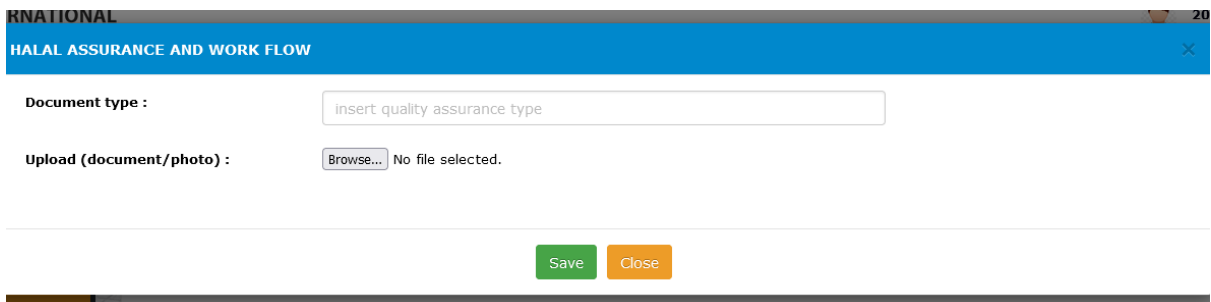 RNATIONAL 20
HALAL ASSURANCE AND WORK FLOW ×
Document type : insert quality assurance type
Upload (document/photo) : Browse... No file selected.
Save Close